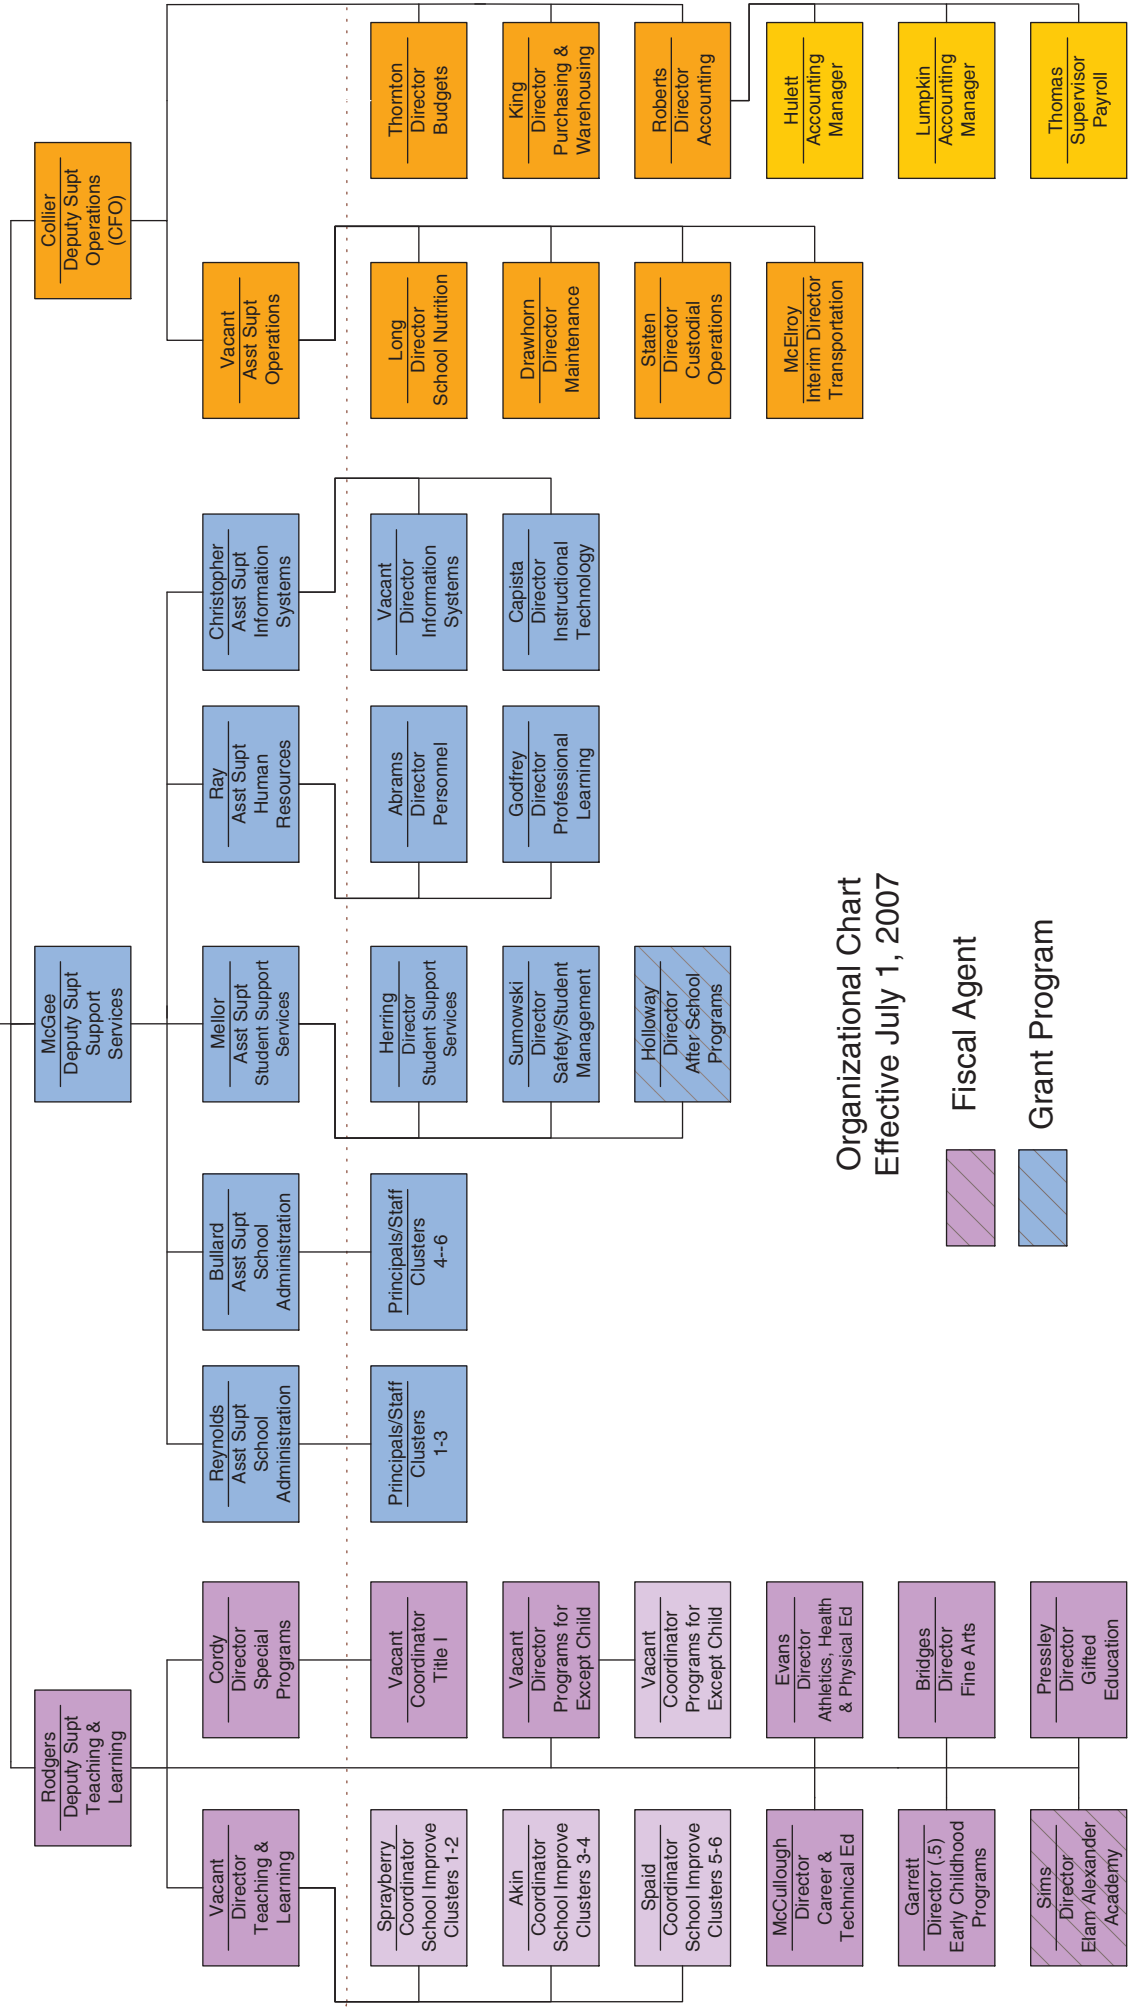 Rodgers
Deputy Supt
Teaching &
Learning
McGee
Deputy Supt
Support
Services
Collier
Deputy Supt
Operations
(CFO)
Vacant
Director
Teaching &
Learning
Cordy
Director
Special
Programs
Reynolds
Asst Supt
School
Administration
Bullard
Asst Supt
School
Administration
Mellor
Asst Supt
Student Support
Services
Ray
Asst Supt
Human
Resources
Christopher
Asst Supt
Information
Systems
Vacant
Asst Supt
Operations
Sprayberry
Coordinator
School Improve
Clusters 1-2
Vacant
Coordinator
Title I
Principals/Staff
Clusters
1-3
Principals/Staff
Clusters
4--6
Herring
Director
Student Support
Services
Abrams
Director
Personnel
Vacant
Director
Information
Systems
Long
Director
School Nutrition
Thornton
Director
Budgets
Akin
Coordinator
School Improve
Clusters 3-4
Vacant
Director
Programs for
Except Child
Sumowski
Director
Safety/Student
Management
Godfrey
Director
Professional
Learning
Capista
Director
Instructional
Technology
Drawhorn
Director
Maintenance
King
Director
Purchasing &
Warehousing
Spaid
Coordinator
School Improve
Clusters 5-6
Vacant
Coordinator
Programs for
Except Child
Holloway
Director
After School
Programs
Staten
Director
Custodial
Operations
Roberts
Director
Accounting
McCullough
Director
Career &
Technical Ed
Evans
Director
Athletics, Health
& Physical Ed
McElroy
Interim Director
Transportation
Hulett
Accounting
Manager
Garrett
Director (.5)
Early Childhood
Programs
Bridges
Director
Fine Arts
Lumpkin
Accounting
Manager
Sims
Director
Elam Alexander
Academy
Pressley
Director
Gifted
Education
Thomas
Supervisor
Payroll
Organizational Chart
Effective July 1, 2007
Fiscal Agent
Grant Program